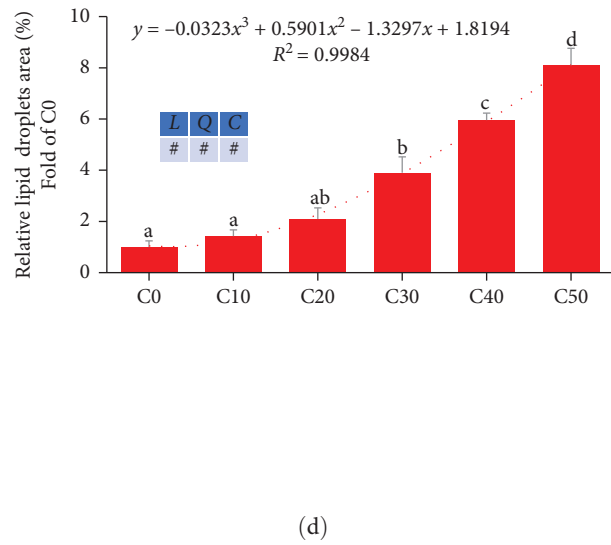 Relative lipid droplets area (%)
Fold of C0
10
8
6
4
2
0
y = –0.0323x³ + 0.5901x² – 1.3297x + 1.8194
R² = 0.9984
L Q C
# # #
a
a
ab
b
c
d
C0 C10 C20 C30 C40 C50
(d)